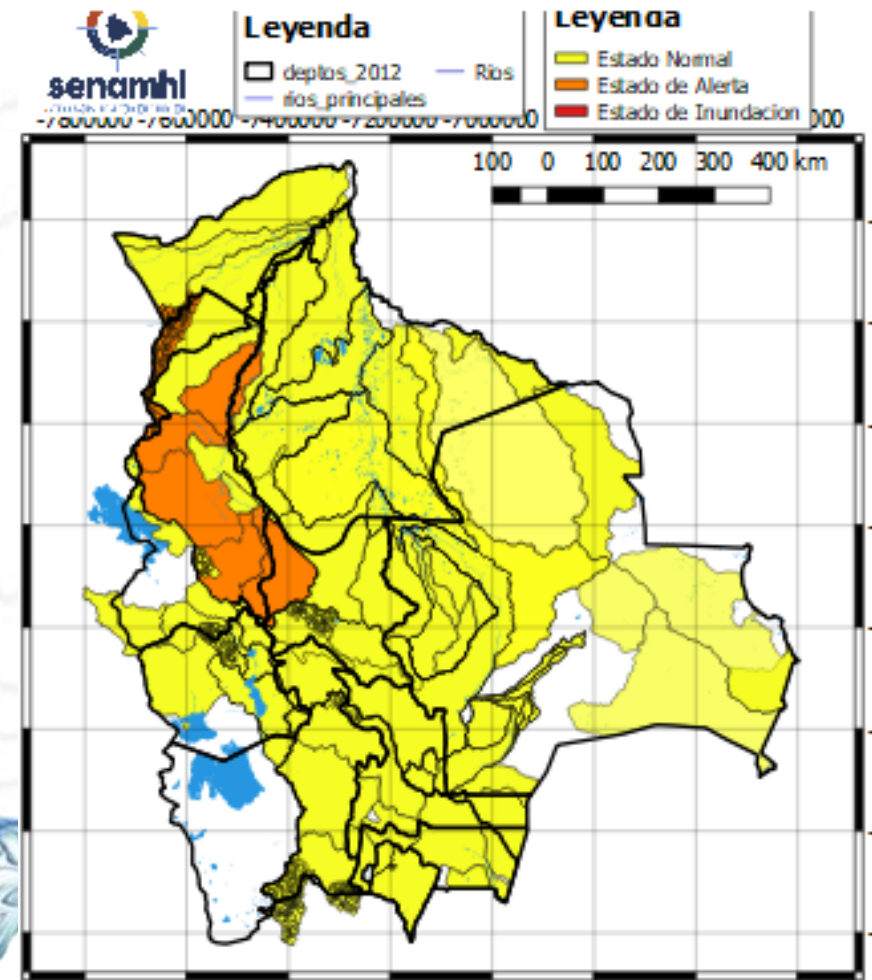 senamhi
Leyenda
deptos_2012
Rios
rios_principales
Leyenda
Estado Normal
Estado de Alerta
Estado de Inundacion
-7800000 -7600000 -7400000 -7200000 -7000000
100 0 100 200 300 400 km